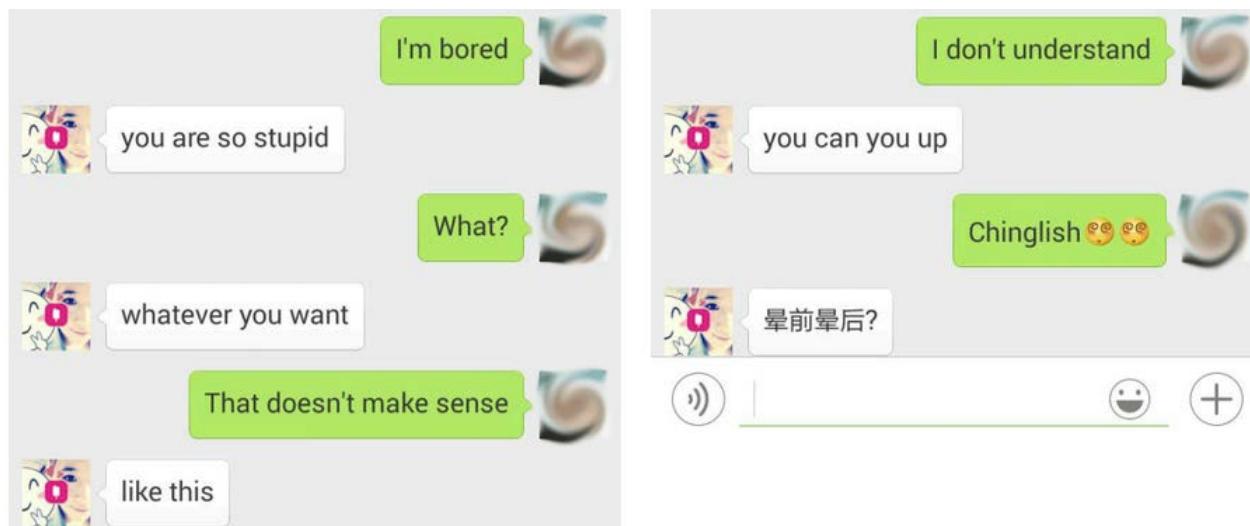 I'm bored
you are so stupid
What?
whatever you want
That doesn't make sense
like this
I don't understand
you can you up
Chinglish😵😵
晕前晕后?